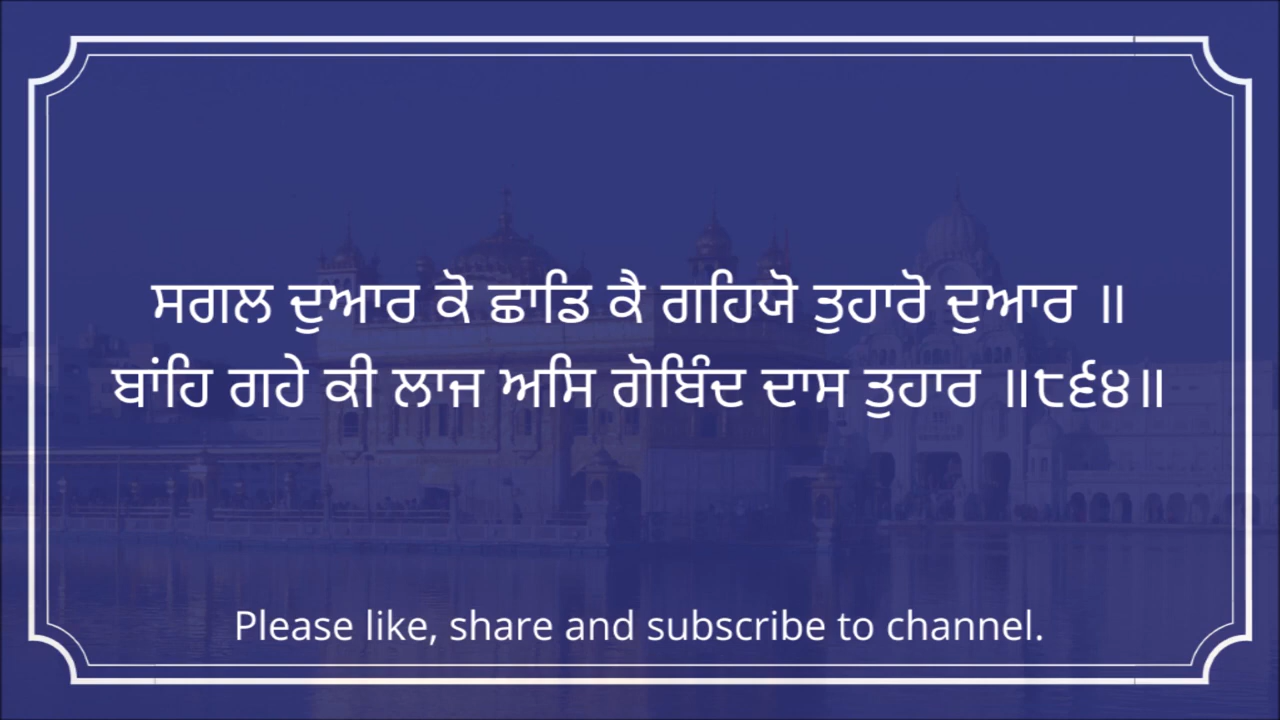 ਸਗਲ ਦੁਆਰ ਕੋ ਛਾਡਿ ਕੈ ਗਹਿਯੋ ਤੁਹਾਰੋ ਦੁਆਰ ॥
ਬਾਂਹਿ ਗਹੇ ਕੀ ਲਾਜ ਅਸਿ ਗੋਬਿੰਦ ਦਾਸ ਤੁਹਾਰ ॥੮੬੪॥
Please like, share and subscribe to channel.